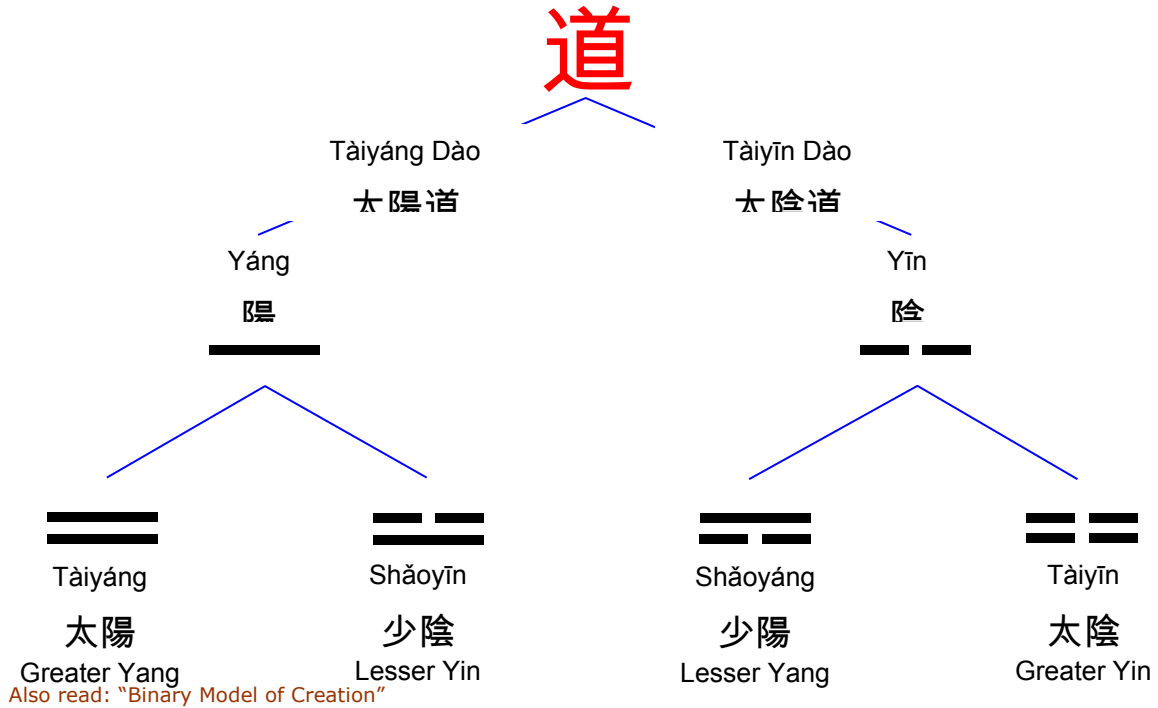 道
Tàiyáng Dào
Tàiyīn Dào
太陽道
太陰道
Yáng
Yīn
陽
陰
Tàiyáng
Shǎoyīn
Shǎoyáng
Tàiyīn
太陽
少陰
少陽
太陰
Greater Yang
Lesser Yin
Lesser Yang
Greater Yin
Also read: “Binary Model of Creation”